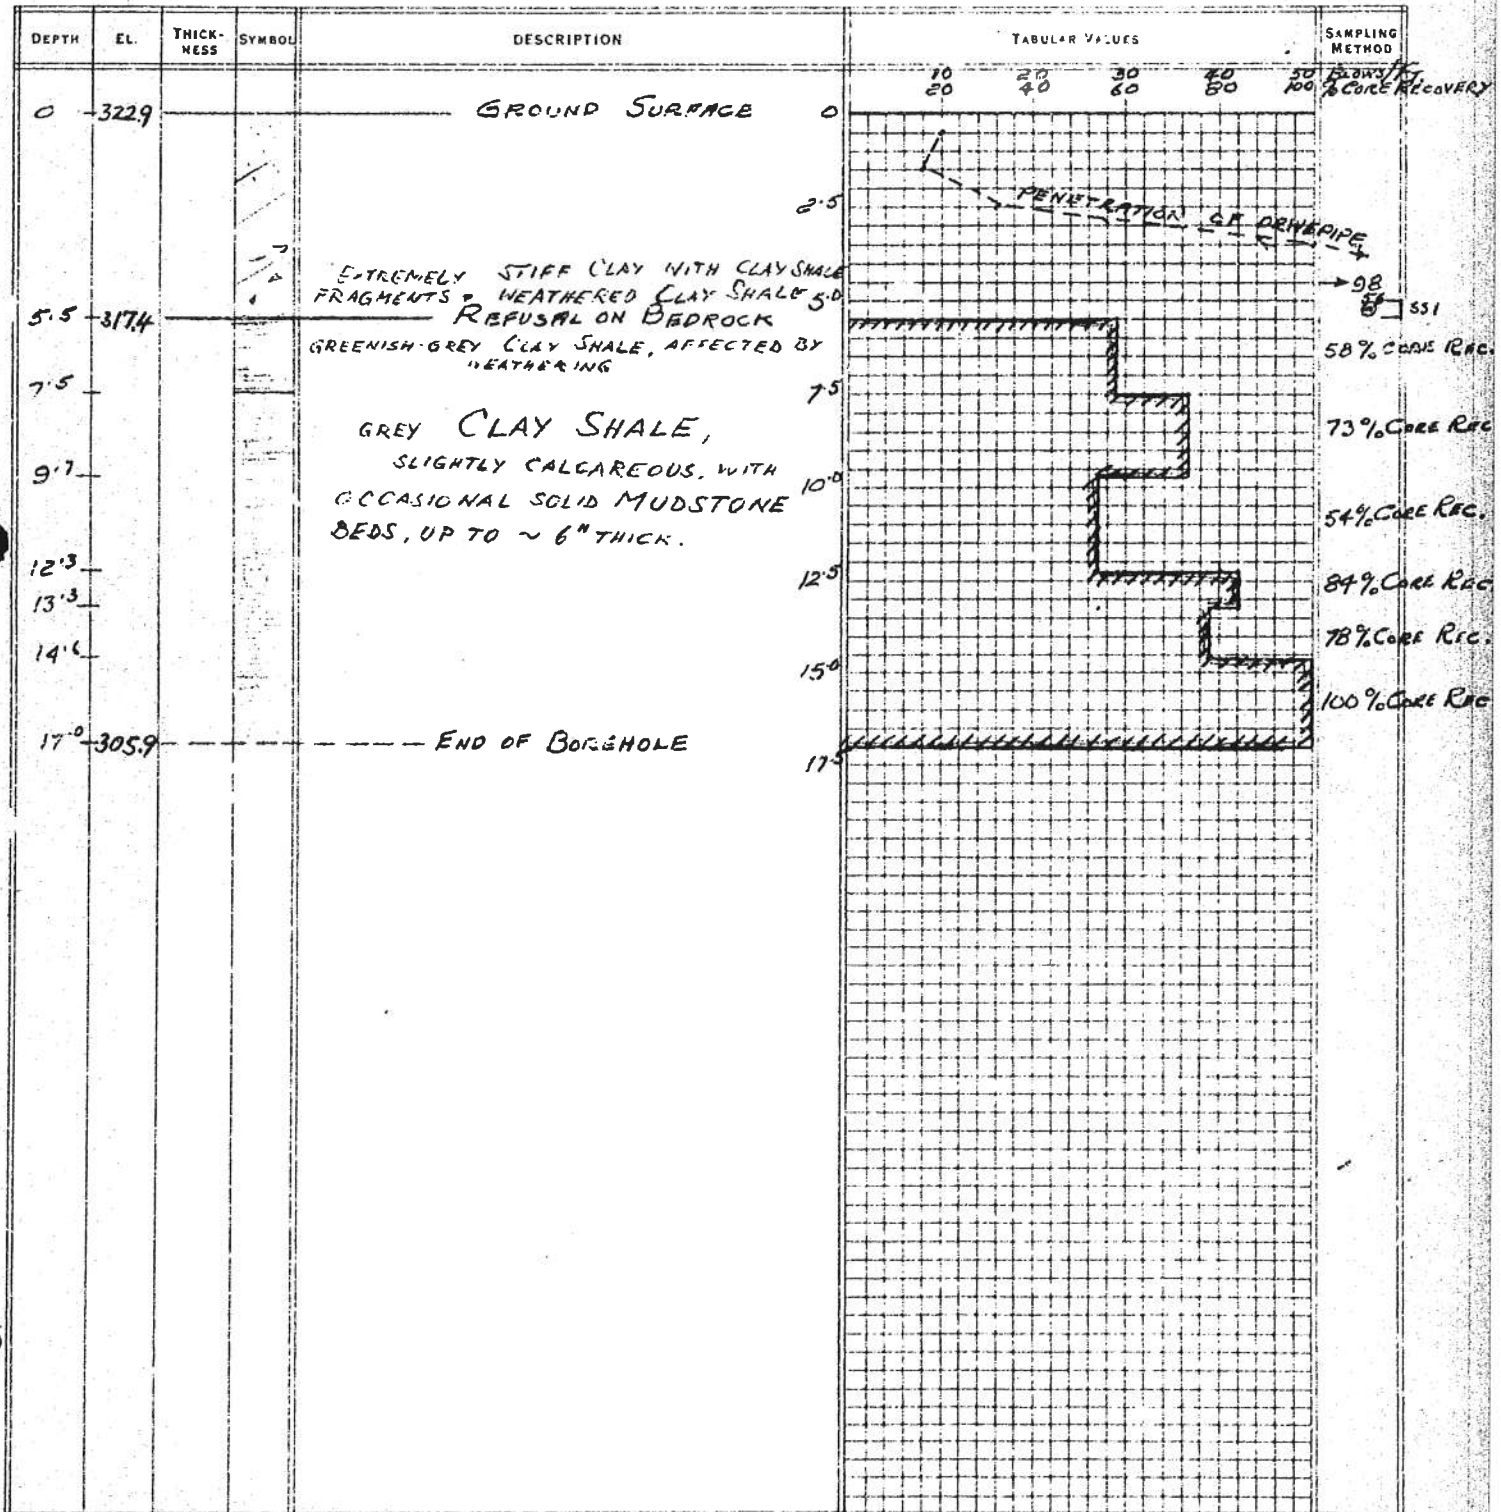 DEPTH EL. THICK-NESS SYMBOL DESCRIPTION TABULAR VALUES SAMPLING METHOD
10 20 30 40 50 BLOWS/FT.
20 40 60 80 100 % CORE RECOVERY
0 322.9 GROUND SURFACE 0
2.5
PENETRATION OF DRIVEPIPE
EXTREMELY STIFF CLAY WITH CLAY SHALE
FRAGMENTS WEATHERED CLAY SHALE 5.0
98
5.5 317.4 REFUSAL ON BEDROCK SS1
GREENISH-GREY CLAY SHALE, AFFECTED BY 58% CORE REC.
WEATHERING
7.5 7.5
GREY CLAY SHALE, 73% CORE REC
SLIGHTLY CALCAREOUS, WITH
9.7 10.0
OCCASIONAL SOLID MUDSTONE 54% CORE REC.
BEDS, UP TO ~ 6" THICK.
12.3 12.5 84% CORE REC
13.3
78% CORE REC.
14.6 15.0
100% CORE REC
17.0 305.9 END OF BOREHOLE
17.5